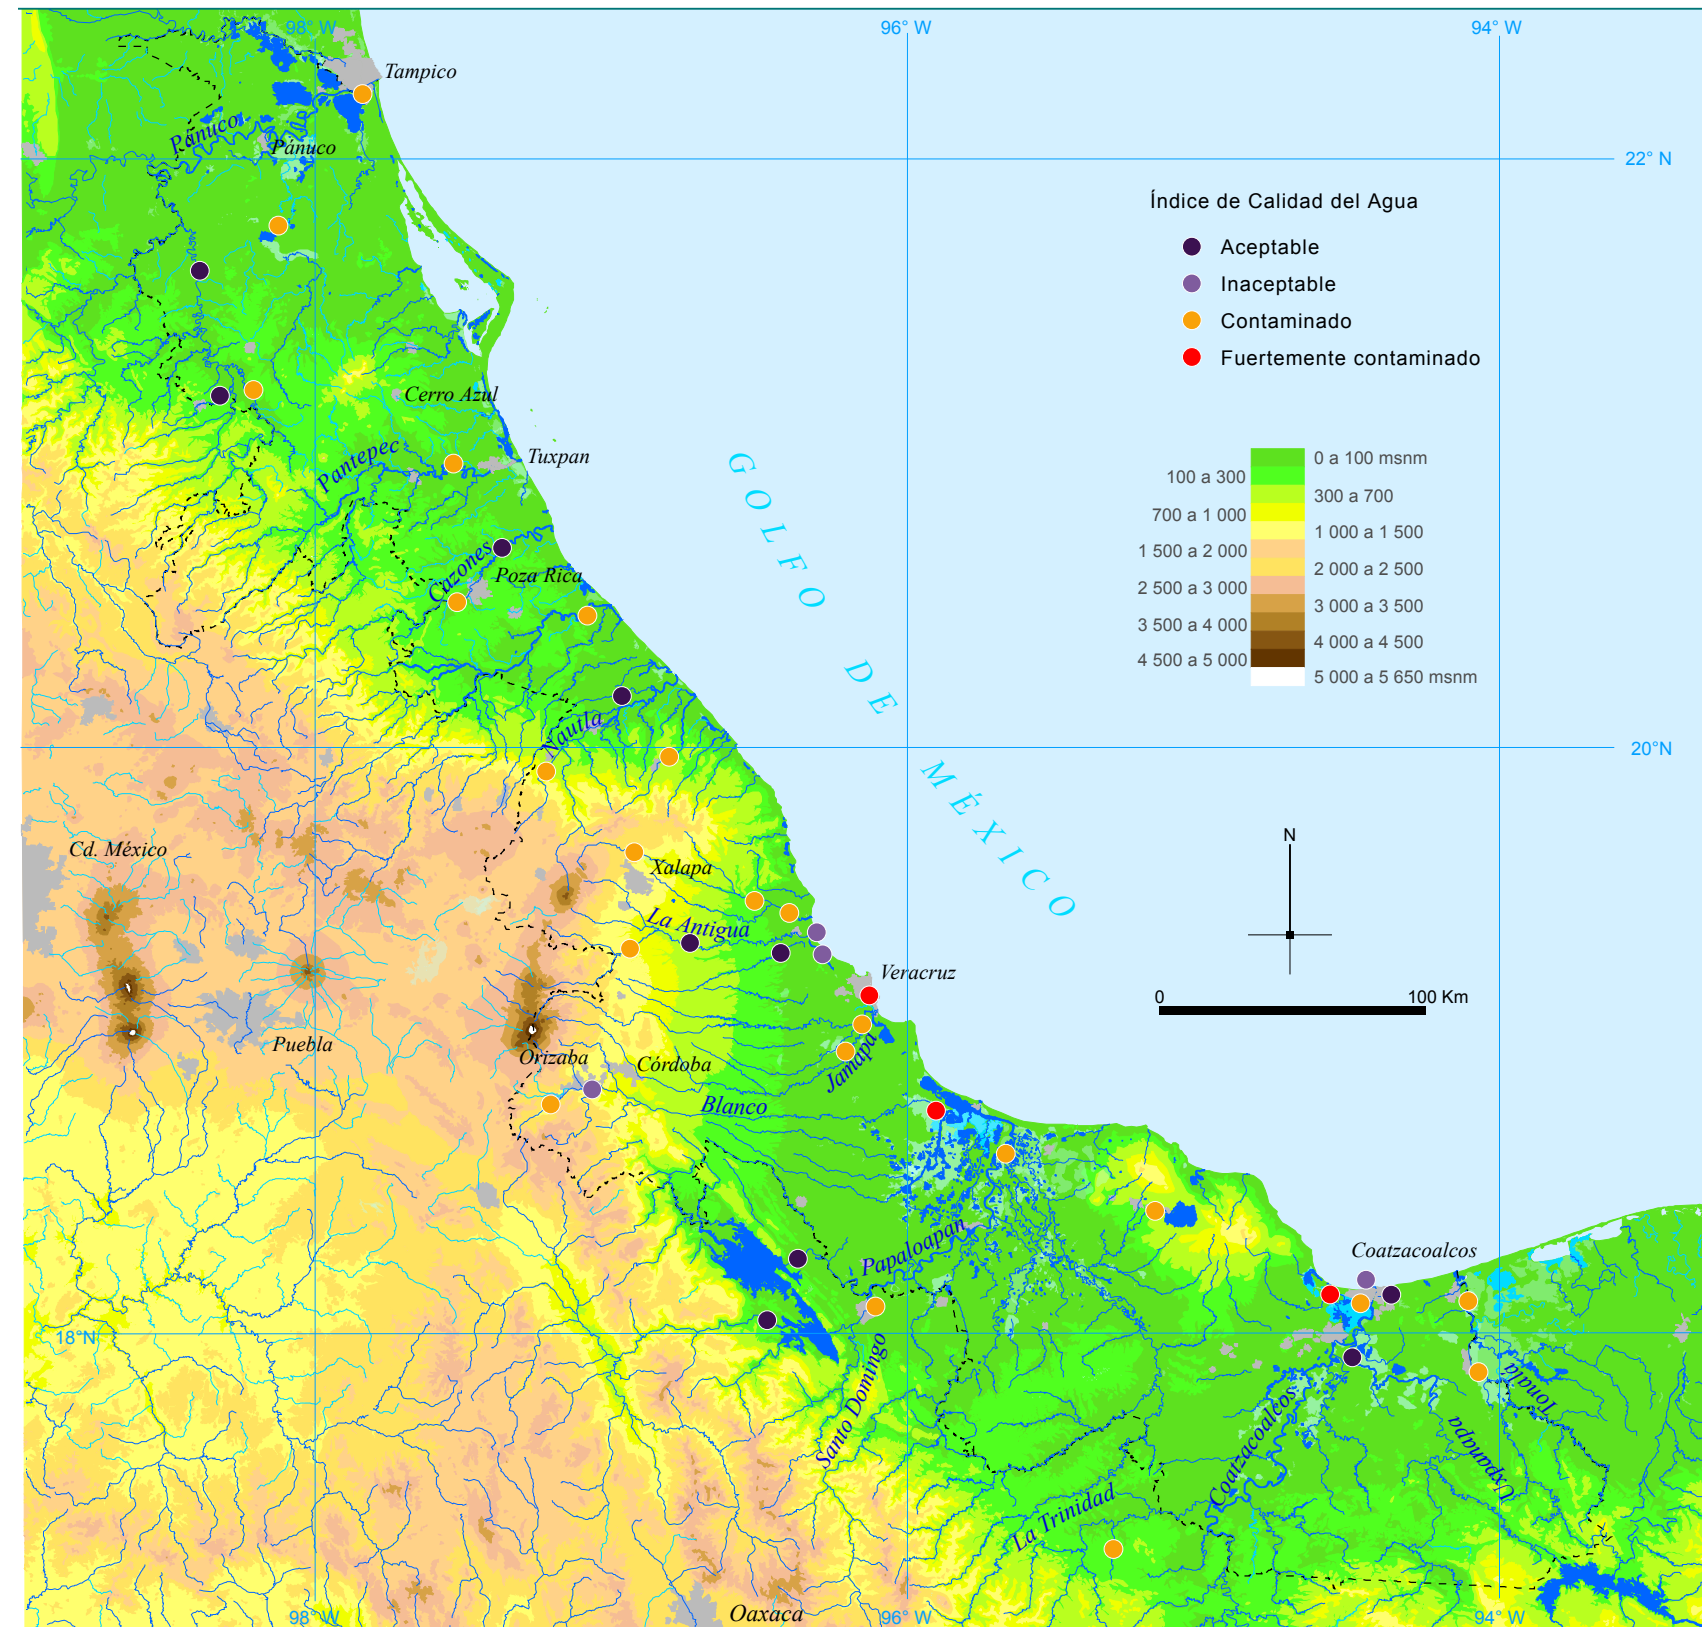 98° W
96° W
94° W
Tampico
Pánuco
Pánuco
22° N
Índice de Calidad del Agua
Aceptable
Inaceptable
Contaminado
Fuertemente contaminado
Cerro Azul
Pantepec
Tuxpan
GOLFO DE MÉXICO
0 a 100 msnm
100 a 300
300 a 700
700 a 1 000
1 000 a 1 500
1 500 a 2 000
2 000 a 2 500
2 500 a 3 000
3 000 a 3 500
3 500 a 4 000
4 000 a 4 500
4 500 a 5 000
5 000 a 5 650 msnm
Cazones
Poza Rica
Nautla
20°N
N
Cd. México
Xalapa
La Antigua
Veracruz
0
100 Km
Puebla
Orizaba
Córdoba
Jamapa
Blanco
Papaloapan
Coatzacoalcos
18°N
Santo Domingo
Coatzacoalcos
Tonala
Uxpanapa
La Trinidad
Oaxaca
98° W
96° W
94° W